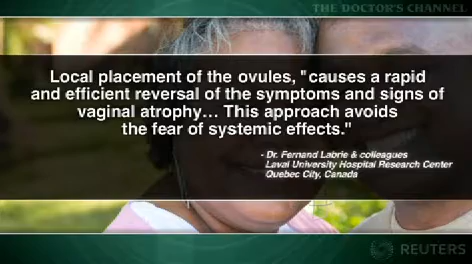 THE DOCTOR'S CHANNEL
Local placement of the ovules, "causes a rapid
and efficient reversal of the symptoms and signs of
vaginal atrophy... This approach avoids
the fear of systemic effects."
- Dr. Fernand Labrie & colleagues
Laval University Hospital Research Center
Quebec City, Canada
REUTERS